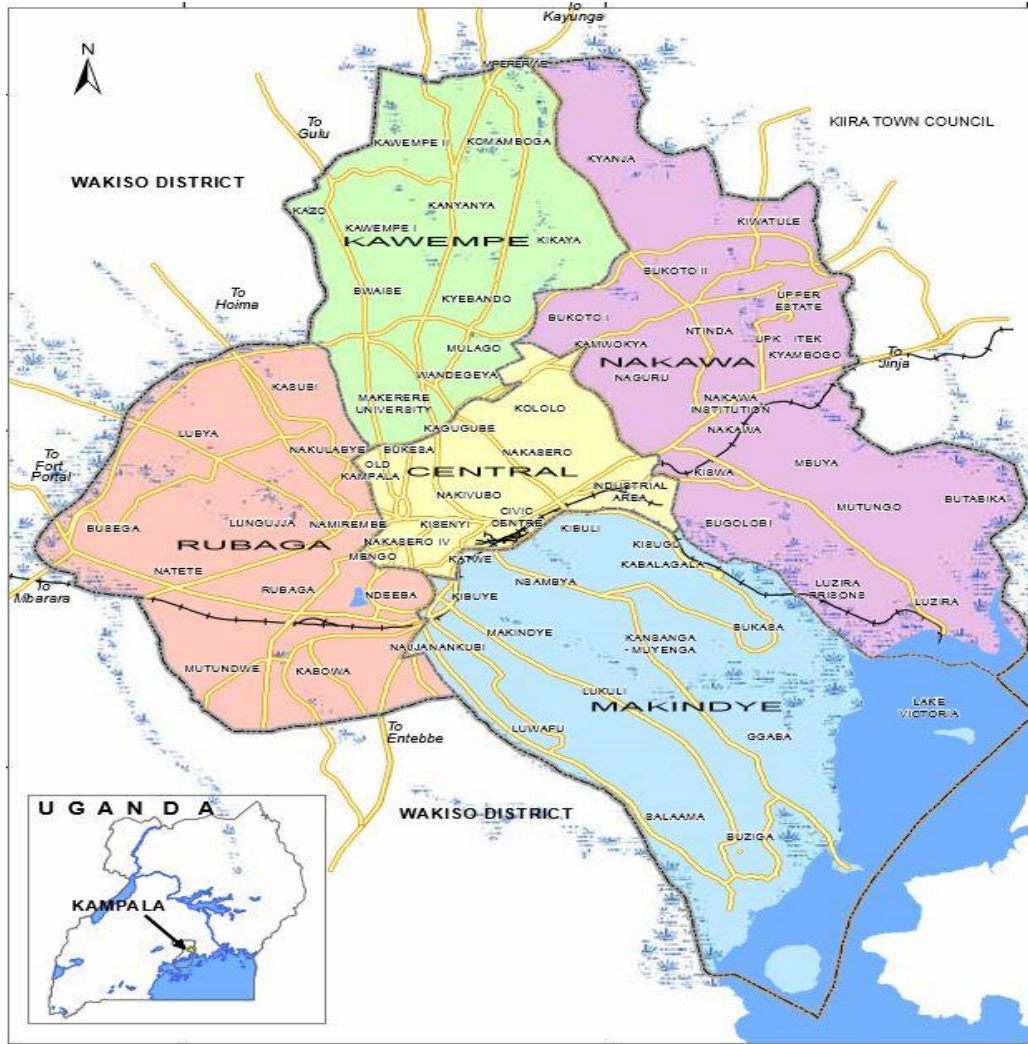 To
Kayunga
N
MPERERWE
To
Gulu
KAWEMPE II
KOMAMBOGA
KIIRA TOWN COUNCIL
KYANJA
WAKISO DISTRICT
KAZO
KANYANYA
KAWEMPE I
KIWATULE
KAWEMPE
KIKAYA
BUKOTO II
To
Hoima
BWAISE
KYEBANDO
UPPER
ESTATE
BUKOTO I
NTINDA
UPK ITEK
KYAMBOGO
KAMWOKYA
MULAGO
NAKAWA
To
Jinja
WANDEGEYA
NAGURU
KASUBI
MAKERERE
UNIVERSITY
KOLOLO
NAKAWA
INSTITUTION
KAGUGUBE
NAKAWA
LUBYA
NAKULABYE
BUKESA
NAKASERO
To
Fort
Portal
OLD
KAMPALA
CENTRAL
KISWA
MBUYA
NAKIVUBO
INDUSTRIAL
AREA
MUTUNGO
BUTABIKA
BUSEGA
LUNGUJJA
NAMIREMBE
KISENYI
CIVIC
CENTRE
KIBULI
BUGOLOBI
RUBAGA
NAKASERO IV
KISUGU
MENGO
KATWE
KABALAGALA
To
Mbarara
NATETE
NSAMBYA
LUZIRA
PRISONS
RUBAGA
NDEEBA
KIBUYE
LUZIRA
BUKASA
MAKINDYE
KANSANGA
- MUYENGA
NAJJANANKUBI
MUTUNDWE
KABOWA
LUKULI
MAKINDYE
LAKE
VICTORIA
To
Entebbe
LUWAFU
GGABA
WAKISO DISTRICT
SALAAMA
BUZIGA
UGANDA
KAMPALA